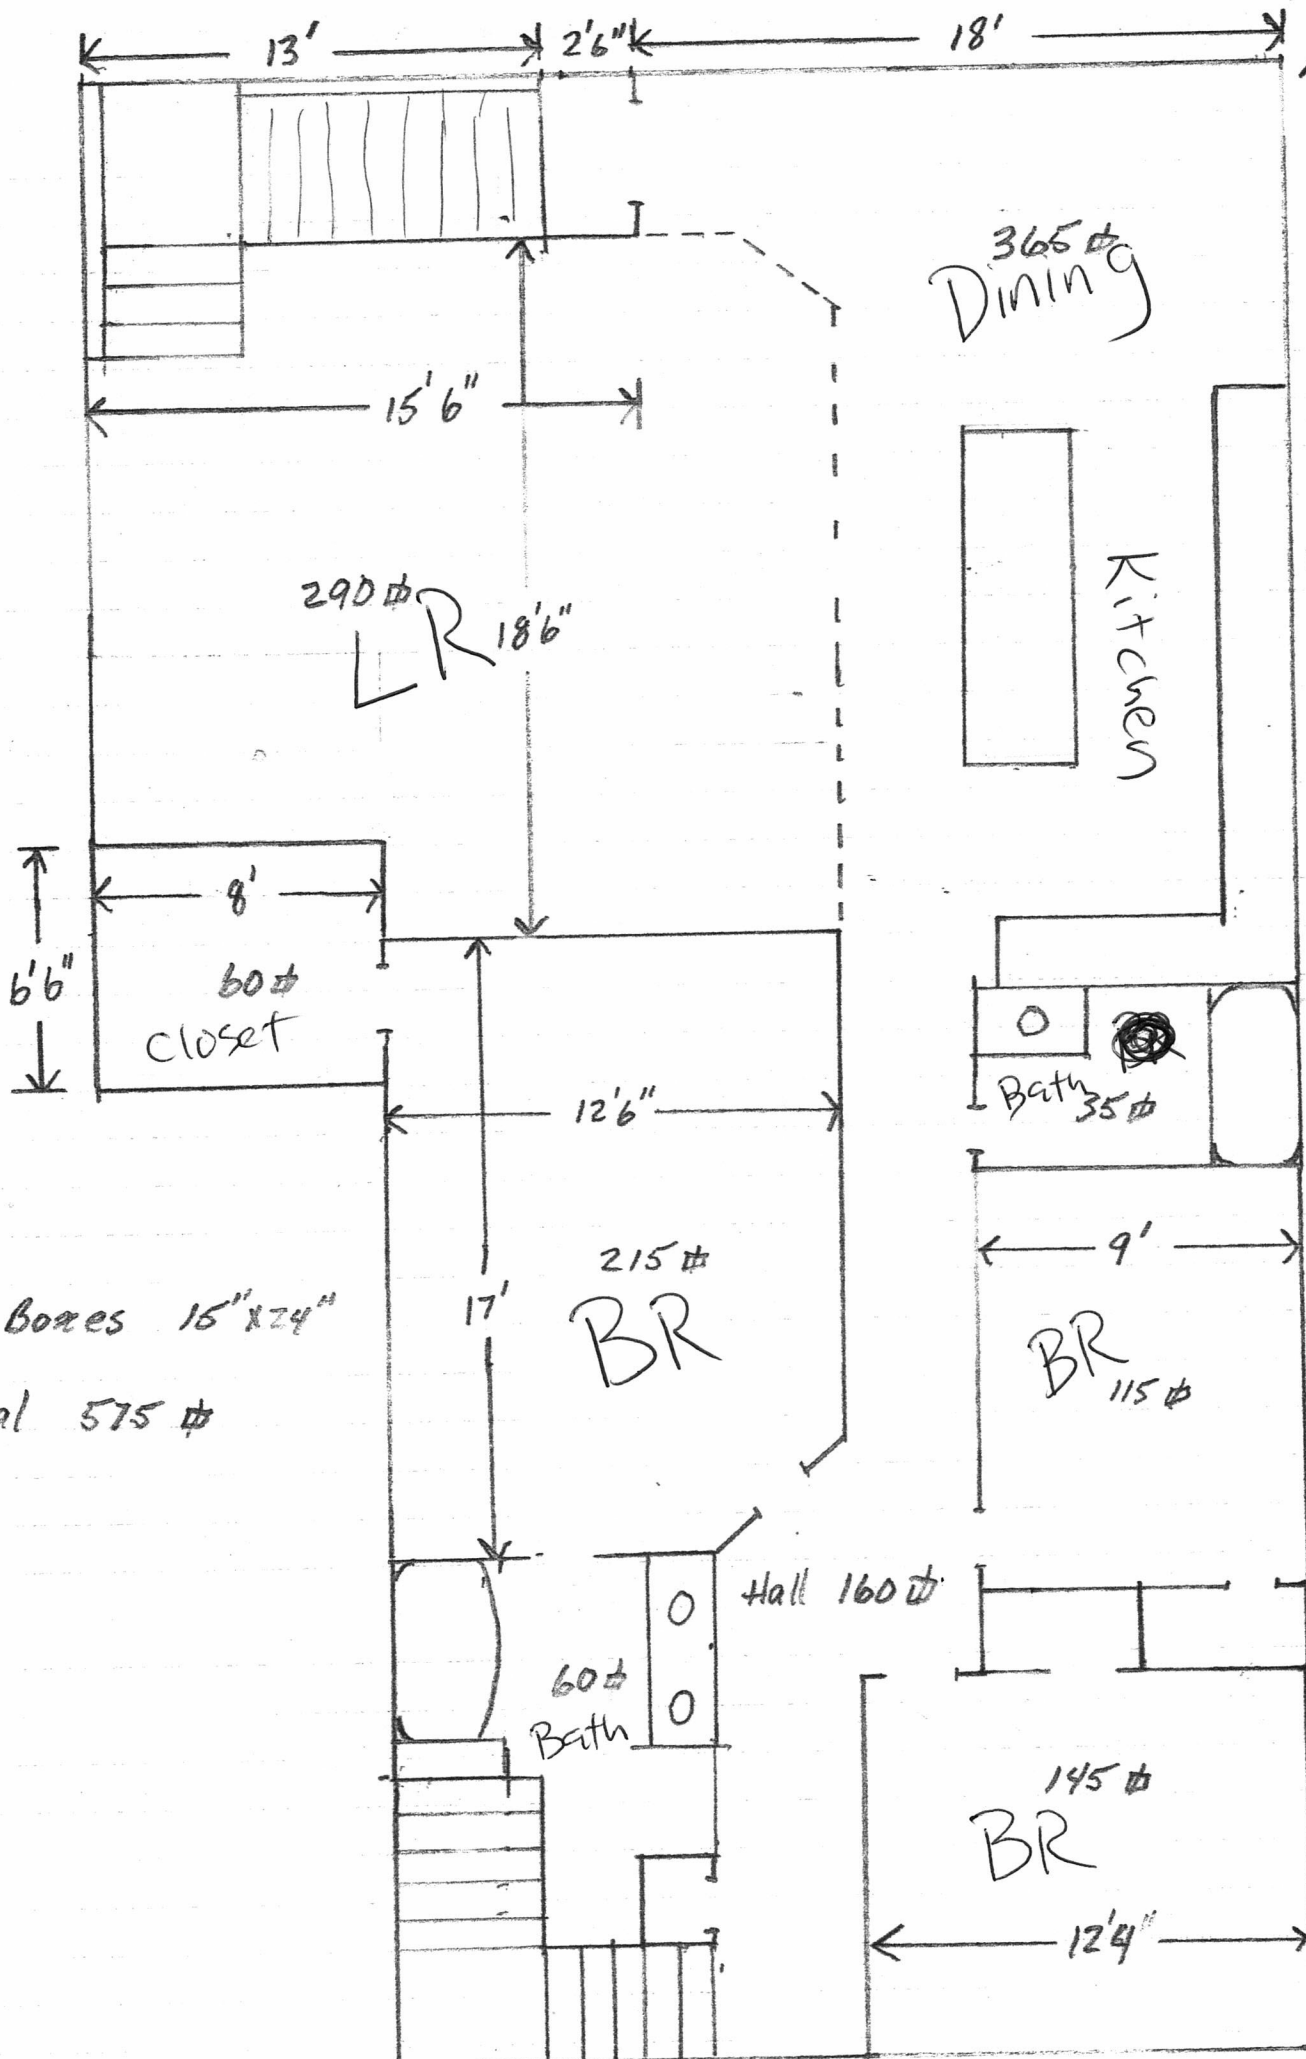 13' 2'6" 18'
365 ⏍
Dining
15'6"
290 ⏍
LR 18'6"
Kitchen
8'
6'6"
60 ⏍
closet
Bath 35 ⏍
12'6"
9'
215 ⏍
BR
17'
BR
115 ⏍
Boxes 15"x24"
al 575 ⏍
Hall 160 ⏍
60 ⏍
Bath
145 ⏍
BR
12'4"